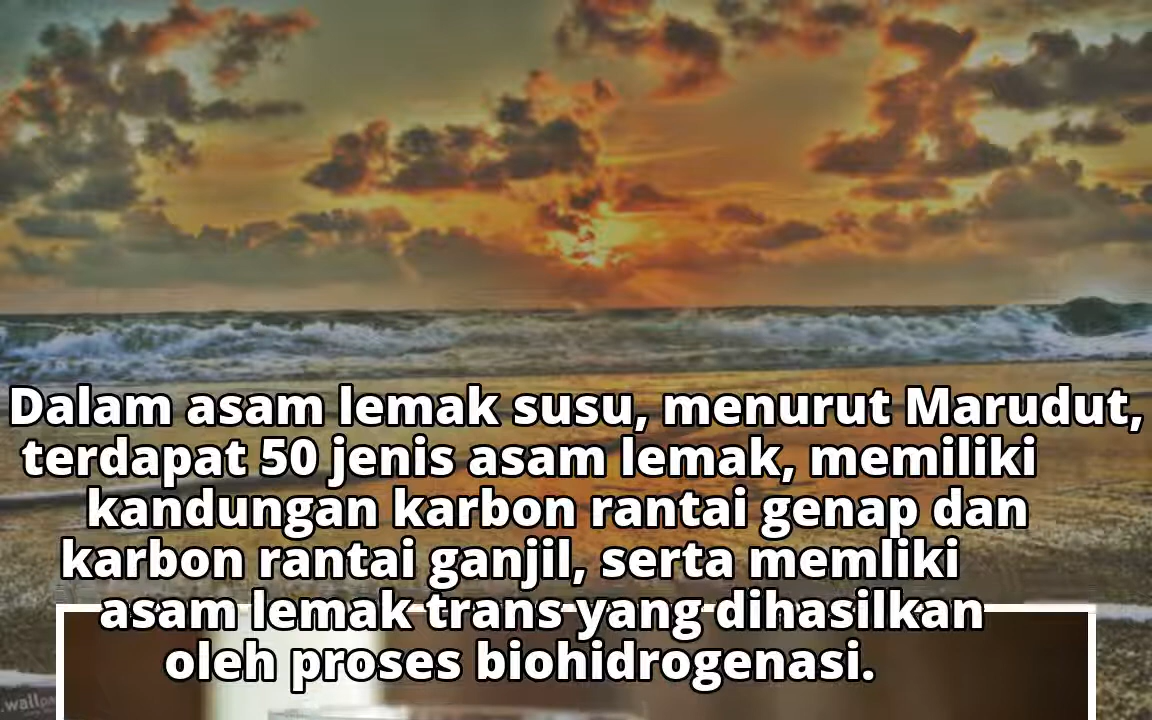 Dalam asam lemak susu, menurut Marudut,
terdapat 50 jenis asam lemak, memiliki
kandungan karbon rantai genap dan
karbon rantai ganjil, serta memliki
asam lemak trans yang dihasilkan
oleh proses biohidrogenasi.